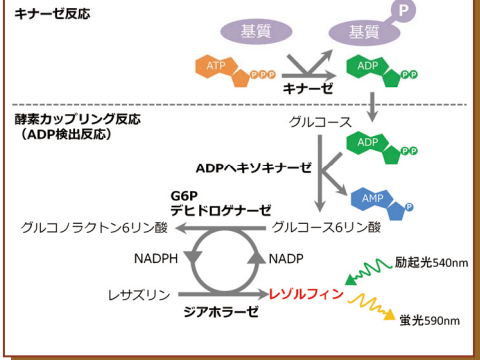 キナーゼ反応
P
基質
基質
ATP
P P P
ADP
P P
キナーゼ
酵素カップリング反応
（ADP検出反応）
グルコース
ADP
P P
ADPヘキソキナーゼ
AMP
P
G6P
デヒドロゲナーゼ
グルコノラクトン6リン酸
グルコース6リン酸
NADPH
NADP
励起光540nm
レサズリン
レゾルフィン
ジアホラーゼ
蛍光590nm